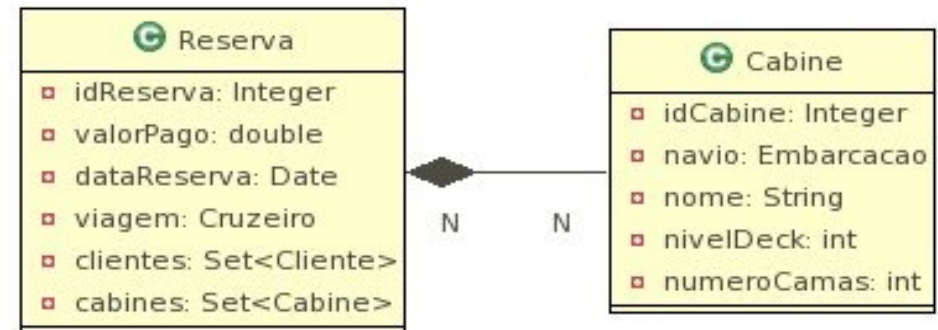 Reserva
idReserva: Integer
valorPago: double
dataReserva: Date
viagem: Cruzeiro
clientes: Set<Cliente>
cabines: Set<Cabine>
N
N
Cabine
idCabine: Integer
navio: Embarcacao
nome: String
nivelDeck: int
numeroCamas: int